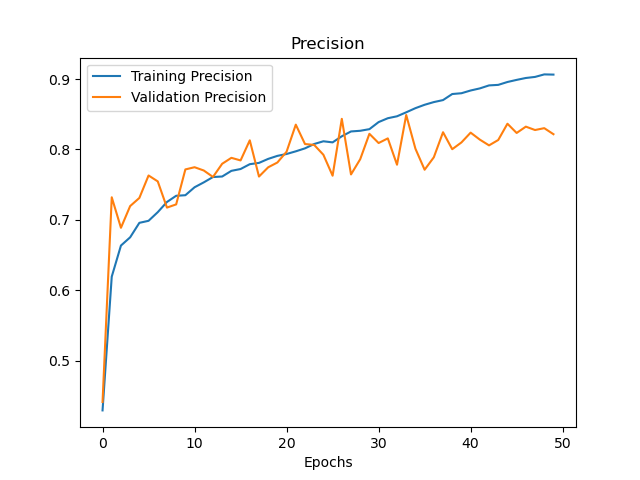 Precision
Training Precision
Validation Precision
0.9
0.8
0.7
0.6
0.5
0 10 20 30 40 50
Epochs